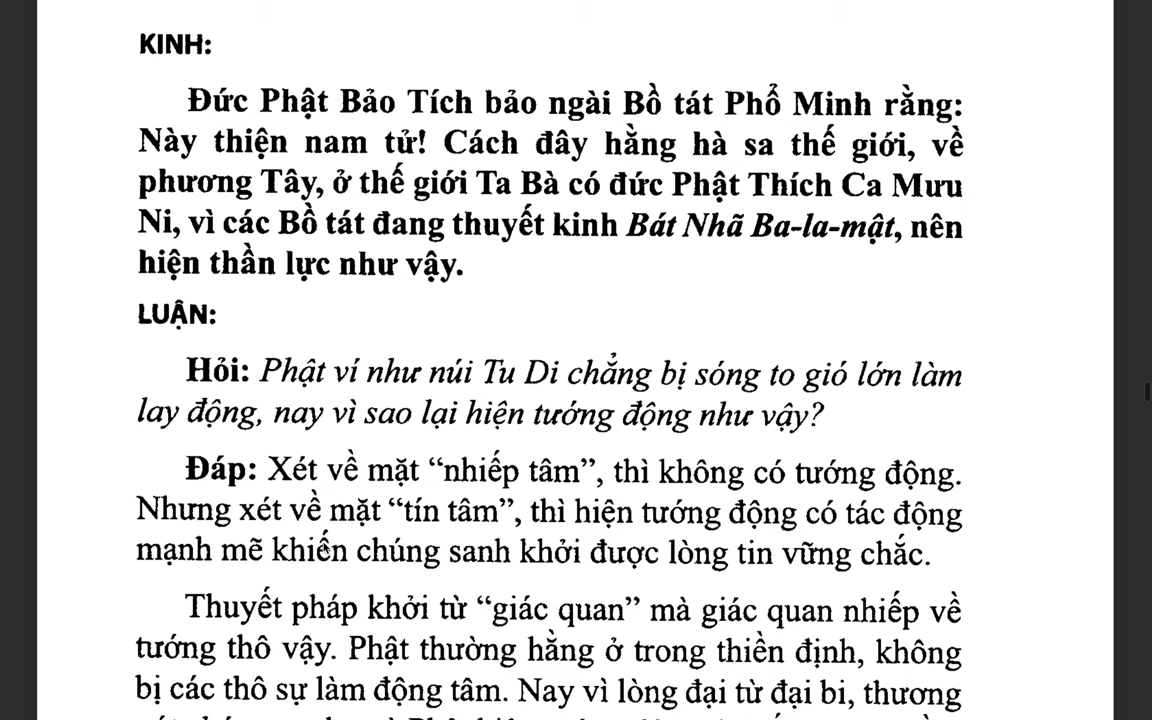 KINH:
Đức Phật Bảo Tích bảo ngài Bồ tát Phổ Minh rằng:
Này thiện nam tử! Cách đây hằng hà sa thế giới, về
phương Tây, ở thế giới Ta Bà có đức Phật Thích Ca Mưu
Ni, vì các Bồ tát đang thuyết kinh Bát Nhã Ba-la-mật, nên
hiện thần lực như vậy.
LUẬN:
Hỏi: Phật ví như núi Tu Di chẳng bị sóng to gió lớn làm
lay động, nay vì sao lại hiện tướng động như vậy?
Đáp: Xét về mặt “nhiếp tâm”, thì không có tướng động.
Nhưng xét về mặt “tín tâm”, thì hiện tướng động có tác động
mạnh mẽ khiến chúng sanh khởi được lòng tin vững chắc.
Thuyết pháp khởi từ “giác quan” mà giác quan nhiếp về
tướng thô vậy. Phật thường hằng ở trong thiền định, không
bị các thô sự làm động tâm. Nay vì lòng đại từ đại bi, thương